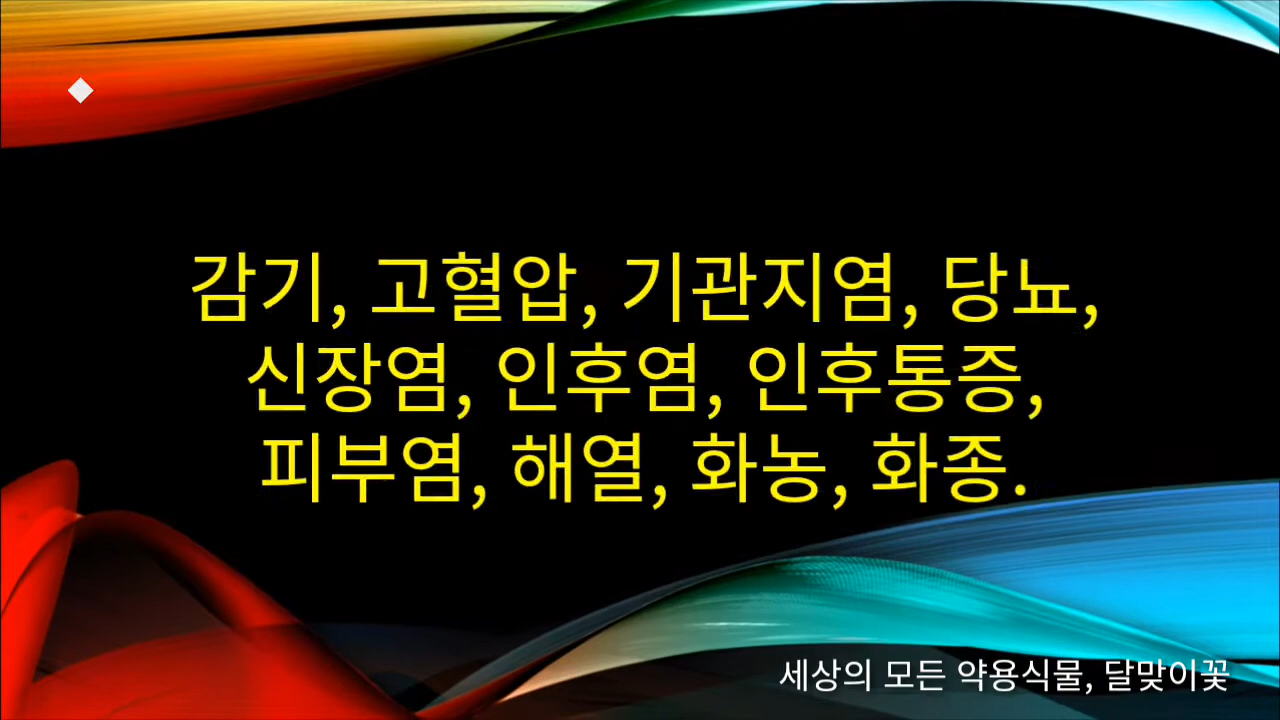 감기, 고혈압, 기관지염, 당뇨,
신장염, 인후염, 인후통증,
피부염, 해열, 화농, 화종.
세상의 모든 약용식물, 달맞이꽃